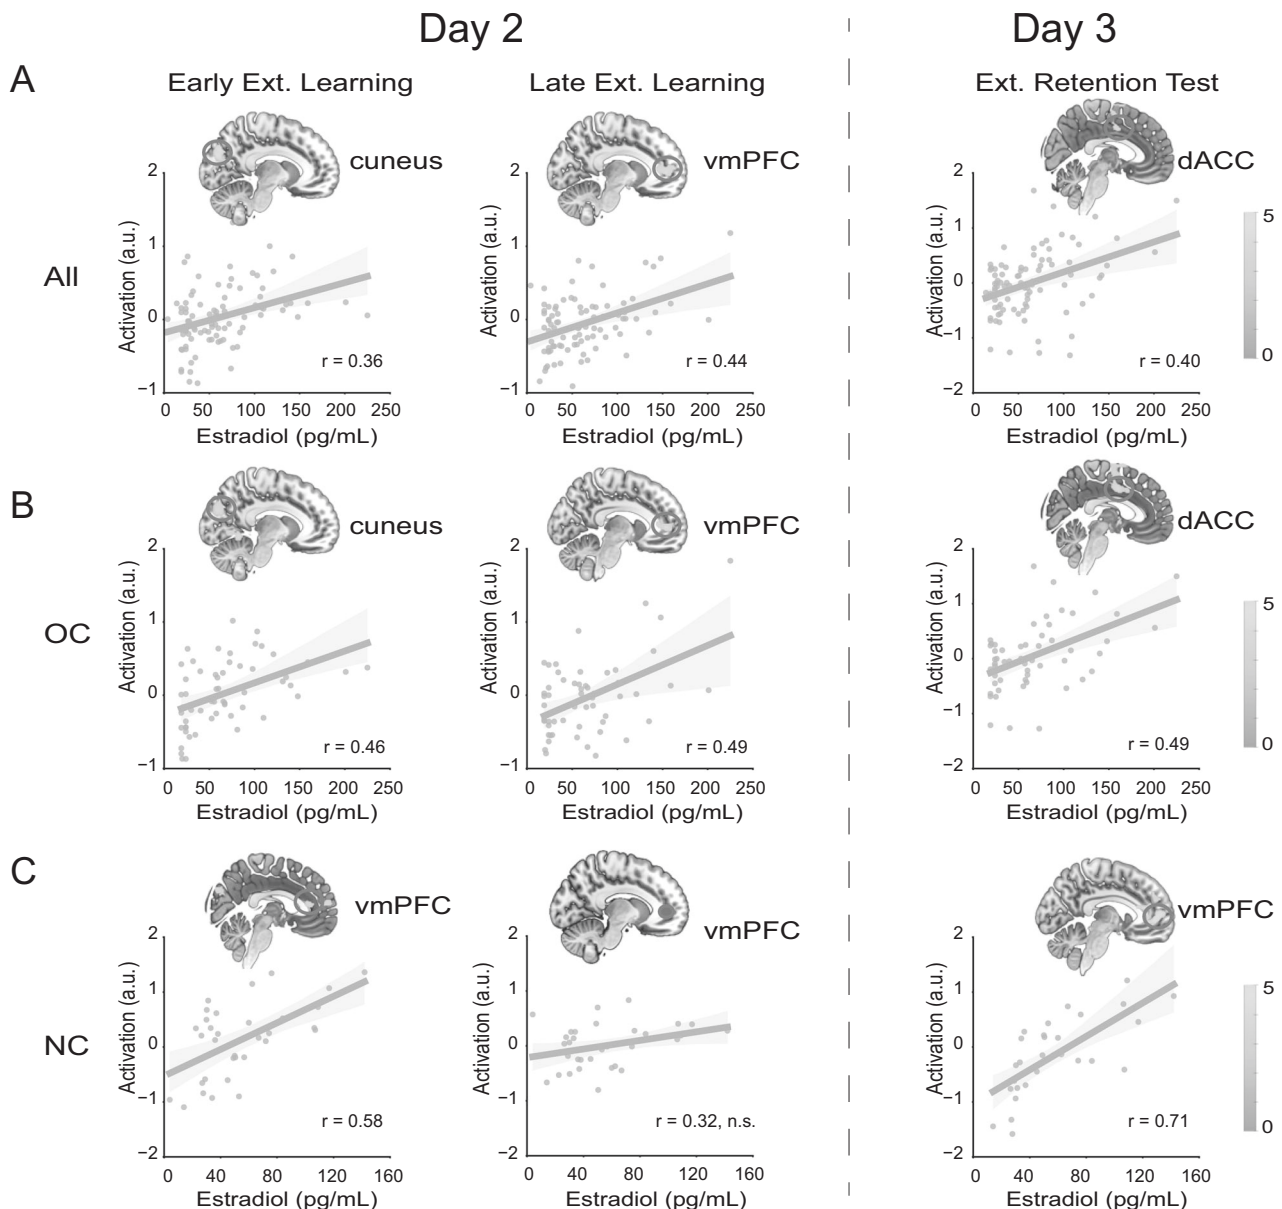 Day 2
Day 3
A
Early Ext. Learning
Late Ext. Learning
Ext. Retention Test
cuneus
vmPFC
dACC
All
Activation (a.u.)
2
1
0
−1
r = 0.36
0 50 100 150 200 250
Estradiol (pg/mL)
Activation (a.u.)
2
1
0
−1
r = 0.44
0 50 100 150 200 250
Estradiol (pg/mL)
Activation (a.u.)
2
1
0
−1
−2
r = 0.40
0 50 100 150 200 250
Estradiol (pg/mL)
5
0
B
cuneus
vmPFC
dACC
OC
Activation (a.u.)
2
1
0
−1
r = 0.46
0 50 100 150 200 250
Estradiol (pg/mL)
Activation (a.u.)
2
1
0
−1
r = 0.49
0 50 100 150 200 250
Estradiol (pg/mL)
Activation (a.u.)
2
1
0
−1
−2
r = 0.49
0 50 100 150 200 250
Estradiol (pg/mL)
5
0
C
vmPFC
vmPFC
vmPFC
NC
Activation (a.u.)
2
1
0
−1
−2
r = 0.58
0 40 80 120 160
Estradiol (pg/mL)
Activation (a.u.)
2
1
0
−1
−2
r = 0.32, n.s.
0 40 80 120 160
Estradiol (pg/mL)
Activation (a.u.)
2
1
0
−1
−2
r = 0.71
0 40 80 120 160
Estradiol (pg/mL)
5
0